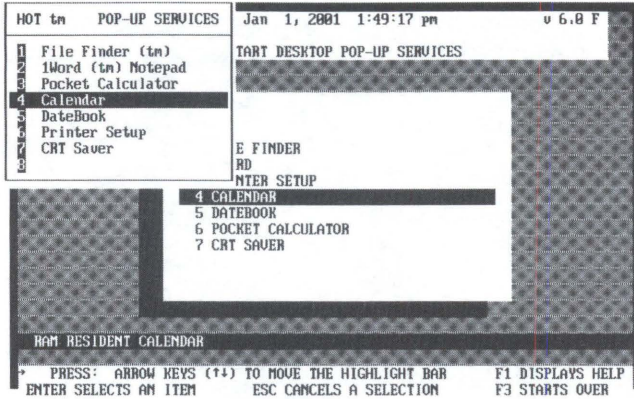 HOT tm POP-UP SERVICES
1 File Finder (tm)
2 1Word (tm) Notepad
3 Pocket Calculator
4 Calendar
5 DateBook
6 Printer Setup
7 CRT Saver
8
Jan 1, 2001 1:49:17 pm v 6.0 F
TART DESKTOP POP-UP SERVICES
E FINDER
RD
NTER SETUP
4 CALENDAR
5 DATEBOOK
6 POCKET CALCULATOR
7 CRT SAVER
RAM RESIDENT CALENDAR
PRESS: ARROW KEYS (↑↓) TO MOVE THE HIGHLIGHT BAR F1 DISPLAYS HELP
ENTER SELECTS AN ITEM ESC CANCELS A SELECTION F3 STARTS OVER